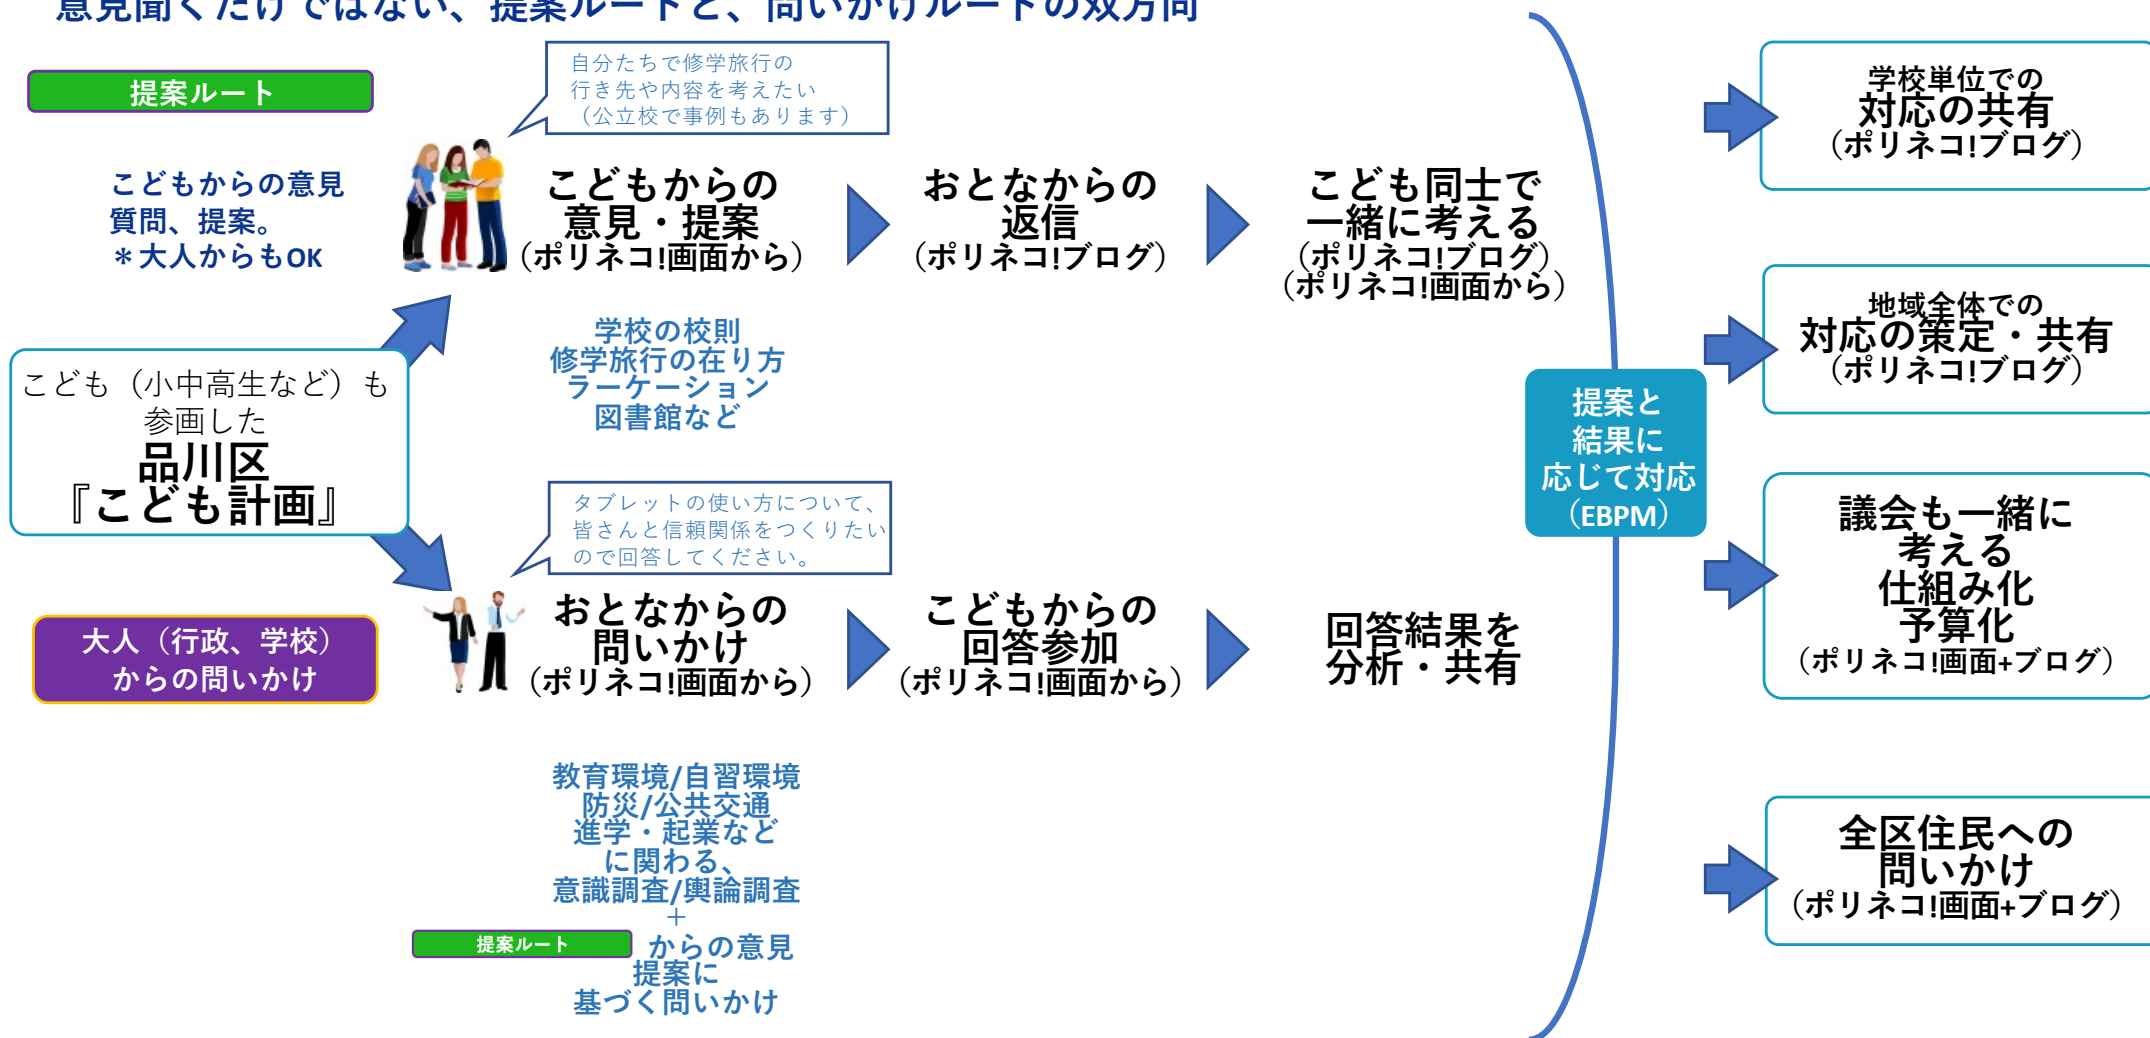 意見聞くだけではない、提案ルートと、問いかけルートの双方向
提案ルート
こどもからの意見
質問、提案。
＊大人からもOK
自分たちで修学旅行の
行き先や内容を考えたい
（公立校で事例もあります）
こどもからの
意見・提案
（ポリネコ!画面から）
おとなからの
返信
（ポリネコ!ブログ）
こども同士で
一緒に考える
（ポリネコ!ブログ）
（ポリネコ!画面から）
学校の校則
修学旅行の在り方
ラーケーション
図書館など
こども（小中高生など）も
参画した
品川区
『こども計画』
タブレットの使い方について、
皆さんと信頼関係をつくりたい
ので回答してください。
大人（行政、学校）
からの問いかけ
おとなからの
問いかけ
（ポリネコ!画面から）
こどもからの
回答参加
（ポリネコ!画面から）
回答結果を
分析・共有
教育環境/自習環境
防災/公共交通
進学・起業など
に関わる、
意識調査/輿論調査
＋
提案ルート からの意見
提案に
基づく問いかけ
提案と
結果に
応じて対応
（EBPM）
学校単位での
対応の共有
（ポリネコ!ブログ）
地域全体での
対応の策定・共有
（ポリネコ!ブログ）
議会も一緒に
考える
仕組み化
予算化
（ポリネコ!画面+ブログ）
全区住民への
問いかけ
（ポリネコ!画面+ブログ）